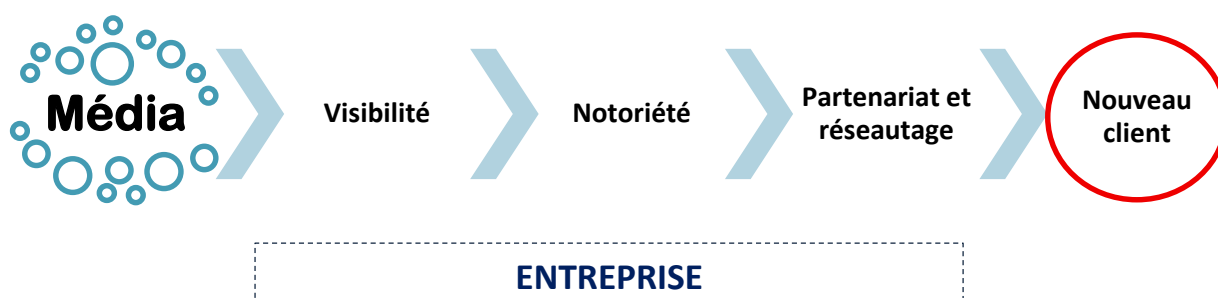 Média
Visibilité
Notoriété
Partenariat et
réseautage
Nouveau
client
ENTREPRISE